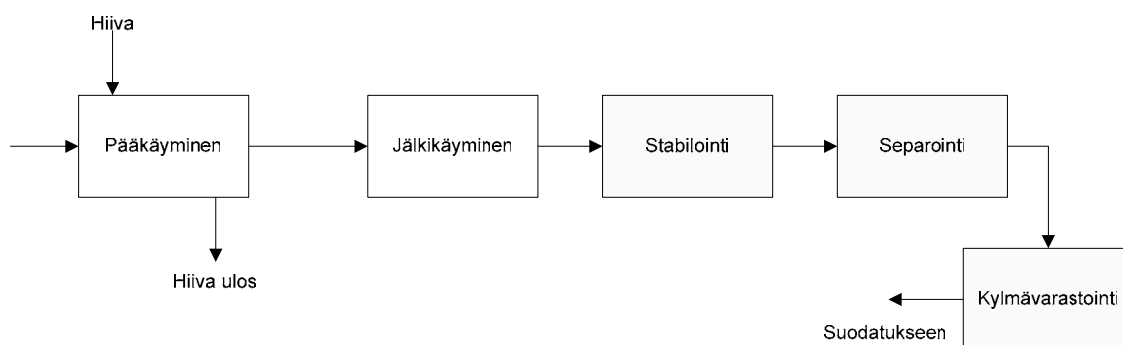 Hiiva
Pääkäyminen
Jälkikäyminen
Stabilointi
Separointi
Hiiva ulos
Kylmävarastointi
Suodatukseen